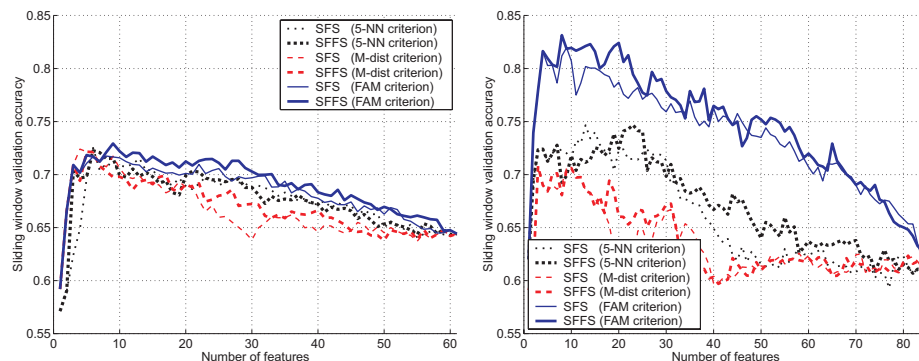 0.85
0.8
0.75
0.7
0.65
0.6
0.55
Sliding window validation accuracy
SFS (5-NN criterion)
SFFS (5-NN criterion)
SFS (M-dist criterion)
SFFS (M-dist criterion)
SFS (FAM criterion)
SFFS (FAM criterion)
0 10 20 30 40 50 60
Number of features
0.85
0.8
0.75
0.7
0.65
0.6
0.55
Sliding window validation accuracy
SFS (5-NN criterion)
SFFS (5-NN criterion)
SFS (M-dist criterion)
SFFS (M-dist criterion)
SFS (FAM criterion)
SFFS (FAM criterion)
0 10 20 30 40 50 60 70 80
Number of features